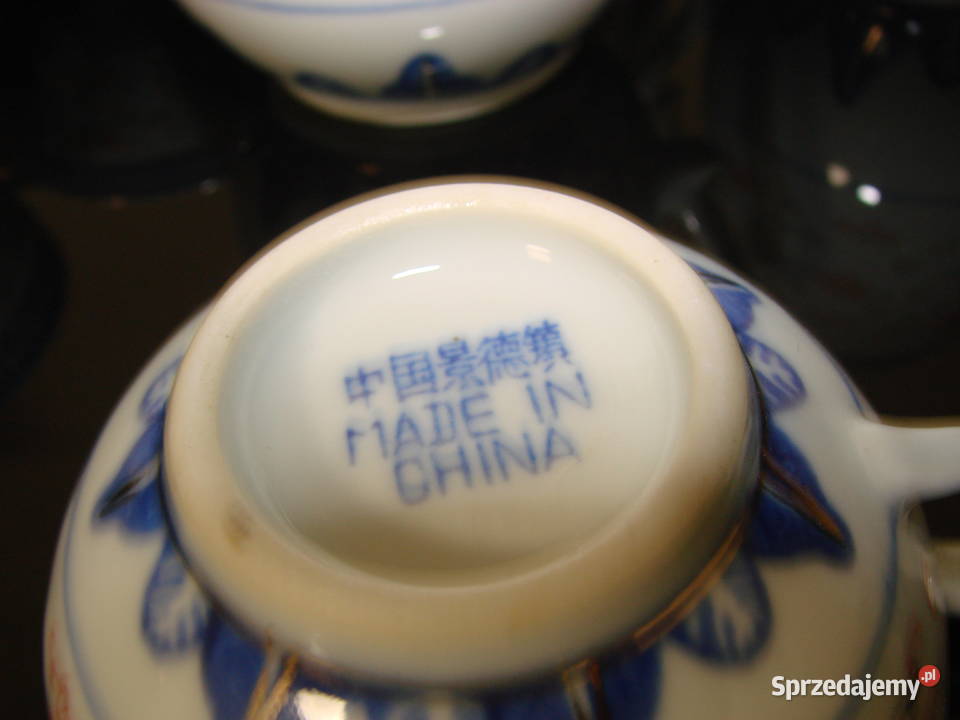 中国景德镇
MADE IN
CHINA
Sprzedajemy.pl